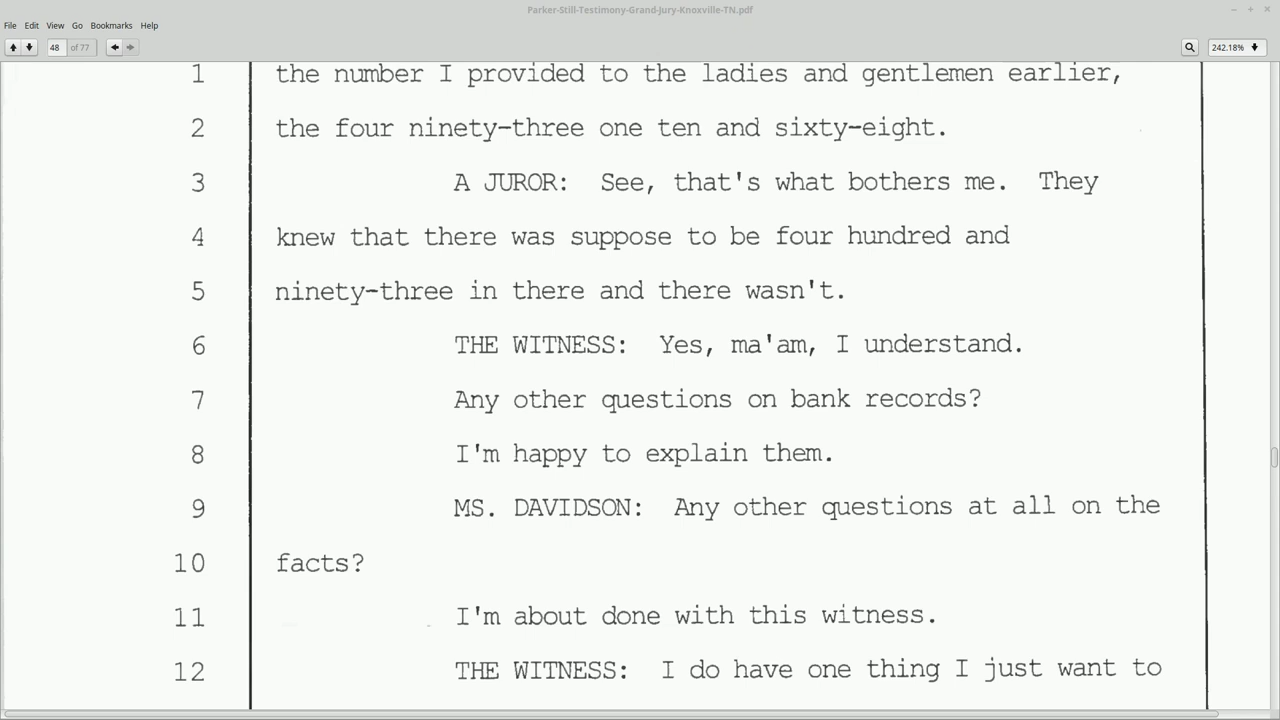 Parker-Still-Testimony-Grand-Jury-Knoxville-TN.pdf
File Edit View Go Bookmarks Help
48 of 77 242.18%
1 the number I provided to the ladies and gentlemen earlier,
2 the four ninety-three one ten and sixty-eight.
3 A JUROR: See, that's what bothers me. They
4 knew that there was suppose to be four hundred and
5 ninety-three in there and there wasn't.
6 THE WITNESS: Yes, ma'am, I understand.
7 Any other questions on bank records?
8 I'm happy to explain them.
9 MS. DAVIDSON: Any other questions at all on the
10 facts?
11 I'm about done with this witness.
12 THE WITNESS: I do have one thing I just want to